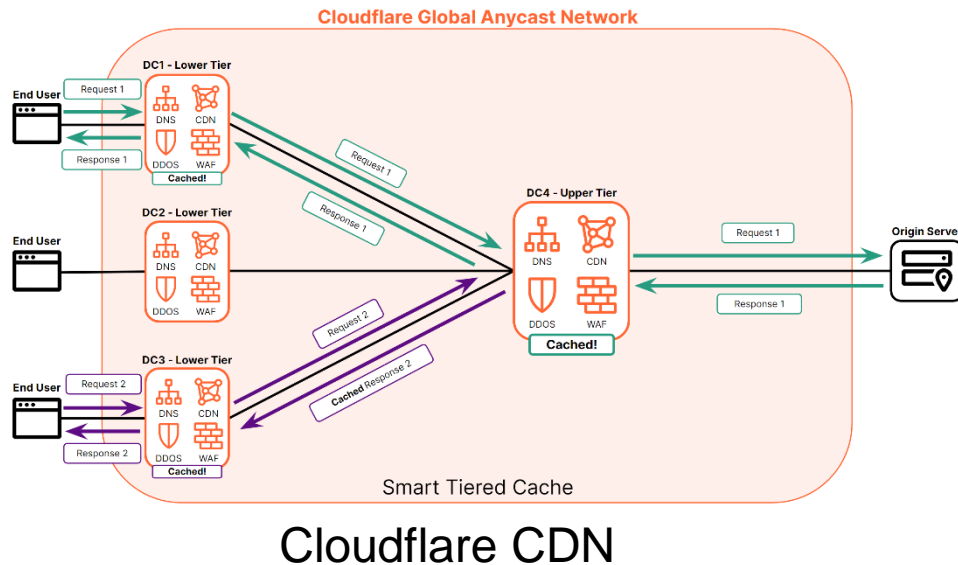 Cloudflare Global Anycast Network
DC1 - Lower Tier
End User
Request 1
Response 1
DNS
CDN
DDOS
WAF
Cached!
Request 1
Response 1
DC2 - Lower Tier
End User
DNS
CDN
DDOS
WAF
DC3 - Lower Tier
End User
Request 2
Response 2
DNS
CDN
DDOS
WAF
Cached!
Request 2
Cached Response 2
DC4 - Upper Tier
DNS
CDN
DDOS
WAF
Cached!
Request 1
Response 1
Origin Server
Smart Tiered Cache
Cloudflare CDN